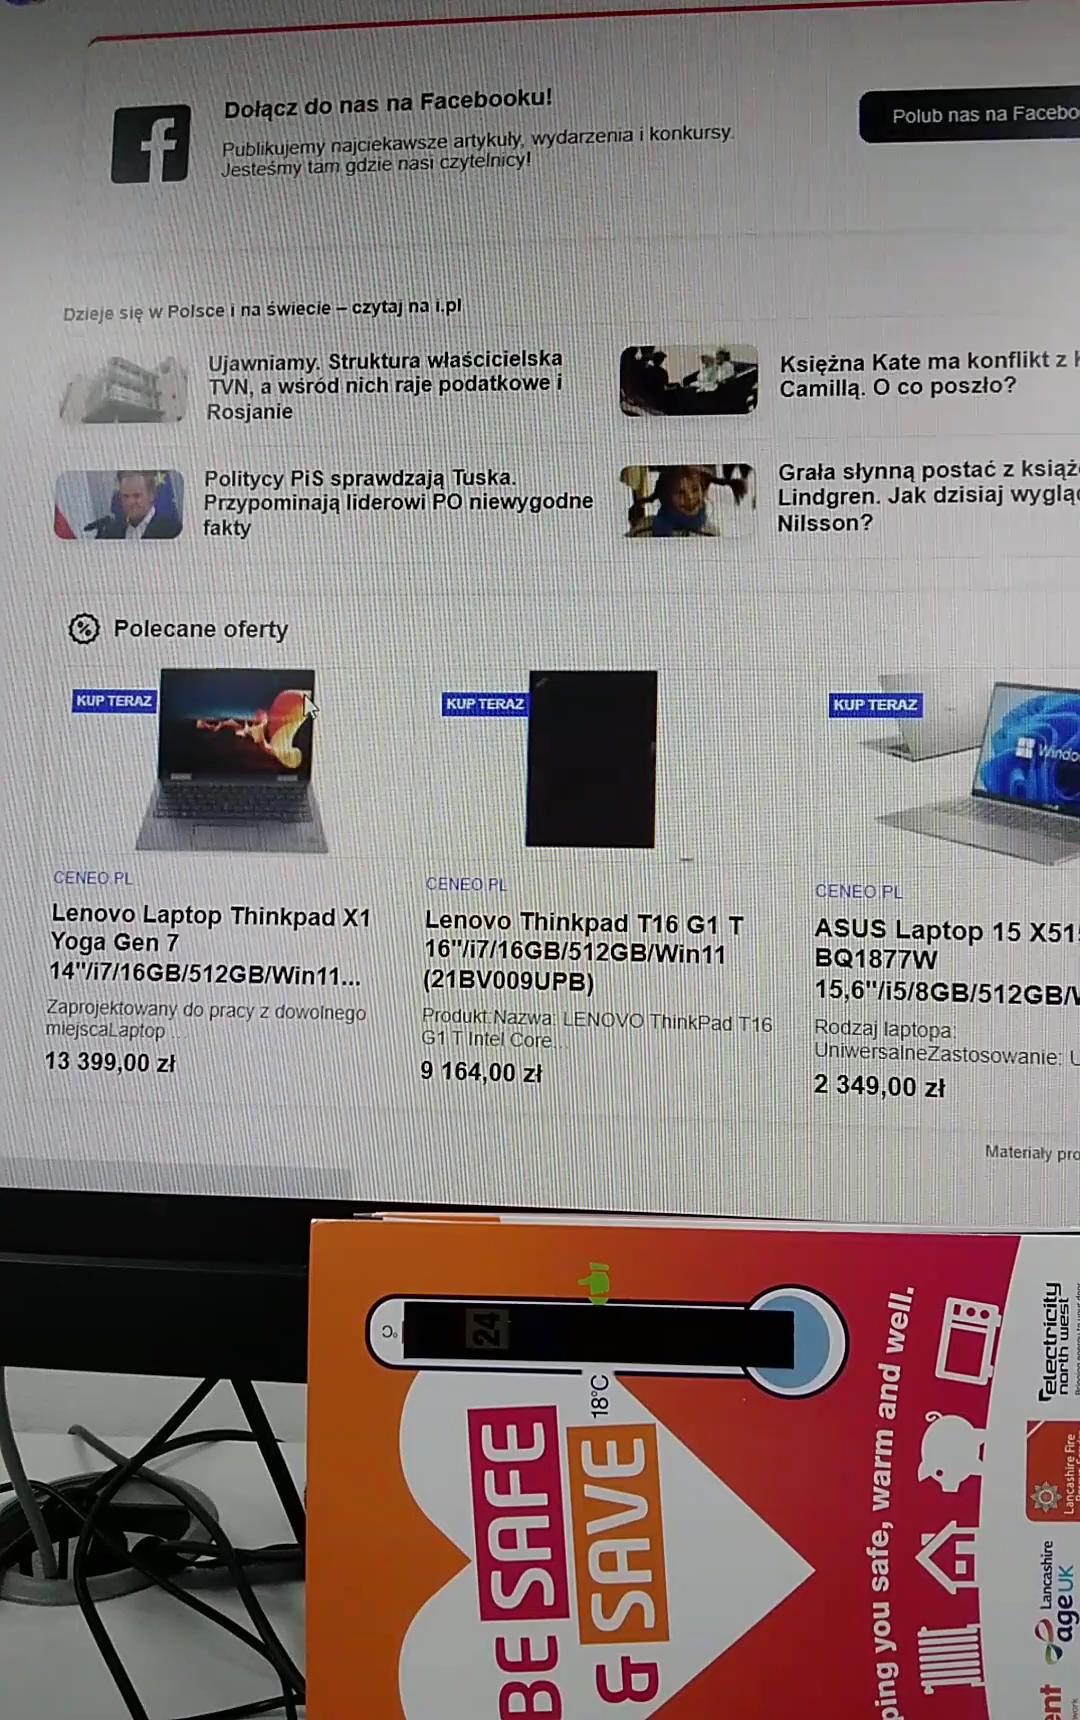 Dołącz do nas na Facebooku!
Publikujemy najciekawsze artykuły, wydarzenia i konkursy.
Jesteśmy tam gdzie nasi czytelnicy!
Polub nas na Facebo
Dzieje się w Polsce i na świecie – czytaj na i.pl
Ujawniamy. Struktura właścicielska
TVN, a wśród nich raje podatkowe i
Rosjanie
Księżna Kate ma konflikt z
Camillą. O co poszło?
Politycy PiS sprawdzają Tuska.
Przypominają liderowi PO niewygodne
fakty
Grała słynną postać z książ
Lindgren. Jak dzisiaj wyglą
Nilsson?
Polecane oferty
KUP TERAZ
CENEO.PL
Lenovo Laptop Thinkpad X1
Yoga Gen 7
14"/i7/16GB/512GB/Win11...
Zaprojektowany do pracy z dowolnego
miejscaLaptop ...
13 399,00 zł
KUP TERAZ
CENEO.PL
Lenovo Thinkpad T16 G1 T
16"/i7/16GB/512GB/Win11
(21BV009UPB)
Produkt:Nazwa: LENOVO ThinkPad T16
G1 T Intel Core...
9 164,00 zł
KUP TERAZ
Windo
CENEO.PL
ASUS Laptop 15 X51
BQ1877W
15,6"/i5/8GB/512GB/
Rodzaj laptopa:
UniwersalneZastosowanie: U
2 349,00 zł
Materiały pro
°C
24
18°C
BE SAFE
& SAVE
ping you safe, warm and well.
electricity
north west
Lancashire Fire
Lancashire
age UK
ent